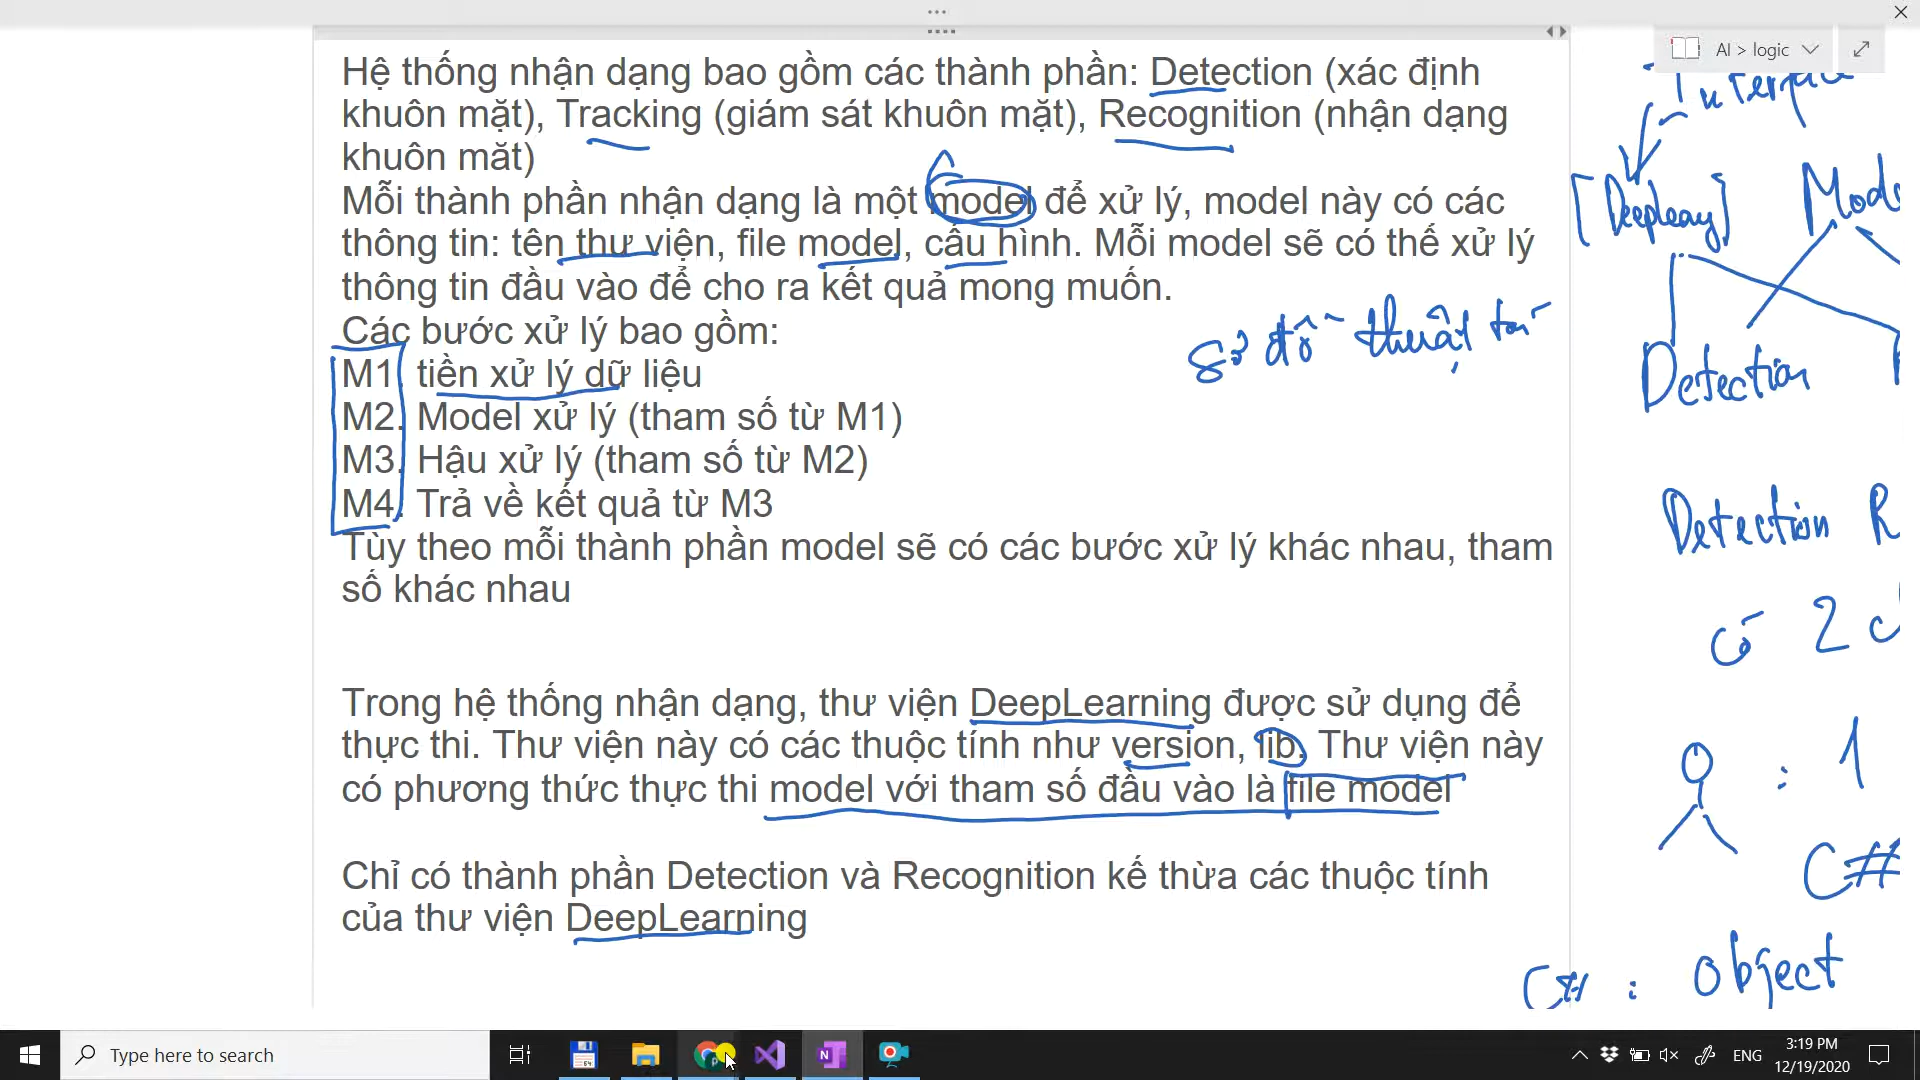 AI > logic
Hệ thống nhận dạng bao gồm các thành phần: Detection (xác định
khuôn mặt), Tracking (giám sát khuôn mặt), Recognition (nhận dạng
khuôn măt)
Mỗi thành phần nhận dạng là một model để xử lý, model này có các
thông tin: tên thư viện, file model, cấu hình. Mỗi model sẽ có thể xử lý
thông tin đầu vào để cho ra kết quả mong muốn.
Các bước xử lý bao gồm:
M1. tiền xử lý dữ liệu
M2. Model xử lý (tham số từ M1)
M3. Hậu xử lý (tham số từ M2)
M4. Trả về kết quả từ M3
Tùy theo mỗi thành phần model sẽ có các bước xử lý khác nhau, tham
số khác nhau
Trong hệ thống nhận dạng, thư viện DeepLearning được sử dụng để
thực thi. Thư viện này có các thuộc tính như version, lib. Thư viện này
có phương thức thực thi model với tham số đầu vào là file model
Chỉ có thành phần Detection và Recognition kế thừa các thuộc tính
của thư viện DeepLearning
sơ đồ thuật
Detection
Detection R
có 2 c
: 1
C#
C# : object
Type here to search
ENG
3:19 PM
12/19/2020